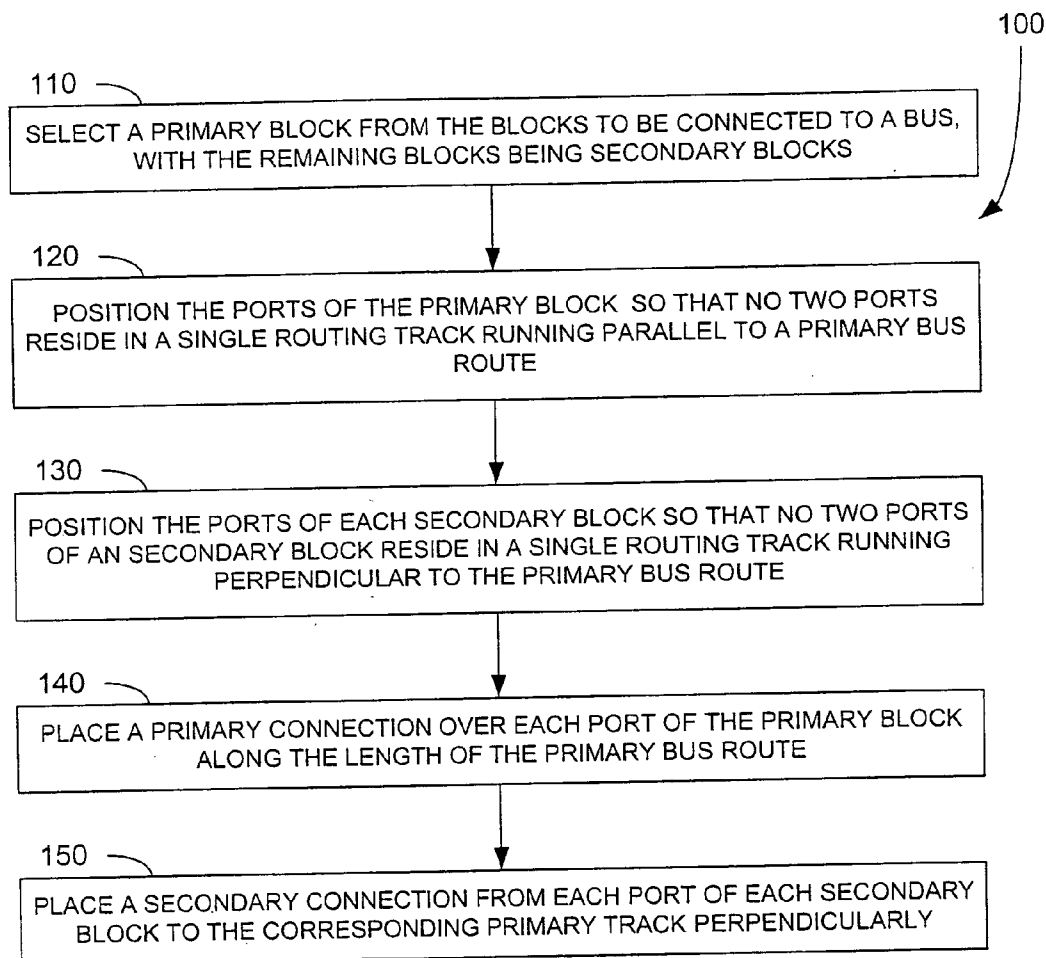 100
110
SELECT A PRIMARY BLOCK FROM THE BLOCKS TO BE CONNECTED TO A BUS,
WITH THE REMAINING BLOCKS BEING SECONDARY BLOCKS
120
POSITION THE PORTS OF THE PRIMARY BLOCK SO THAT NO TWO PORTS
RESIDE IN A SINGLE ROUTING TRACK RUNNING PARALLEL TO A PRIMARY BUS
ROUTE
130
POSITION THE PORTS OF EACH SECONDARY BLOCK SO THAT NO TWO PORTS
OF AN SECONDARY BLOCK RESIDE IN A SINGLE ROUTING TRACK RUNNING
PERPENDICULAR TO THE PRIMARY BUS ROUTE
140
PLACE A PRIMARY CONNECTION OVER EACH PORT OF THE PRIMARY BLOCK
ALONG THE LENGTH OF THE PRIMARY BUS ROUTE
150
PLACE A SECONDARY CONNECTION FROM EACH PORT OF EACH SECONDARY
BLOCK TO THE CORRESPONDING PRIMARY TRACK PERPENDICULARLY